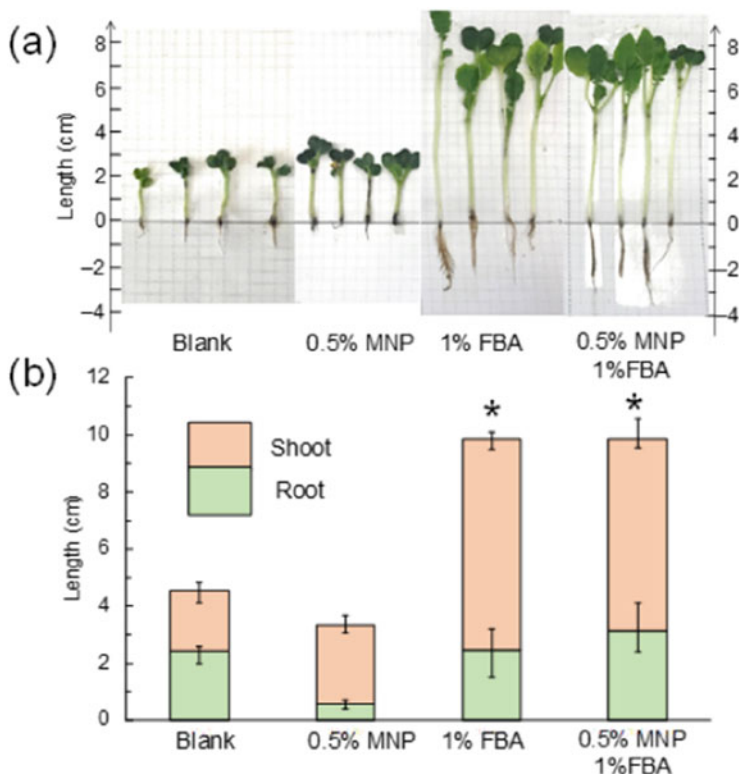 (a)
8
6
4
2
0
−2
−4
Length (cm)
8
6
4
2
0
−2
−4
Blank
0.5% MNP
1% FBA
0.5% MNP
1%FBA
(b)
12
10
8
6
4
2
0
Length (cm)
Shoot
Root
*
*
Blank
0.5% MNP
1% FBA
0.5% MNP
1%FBA